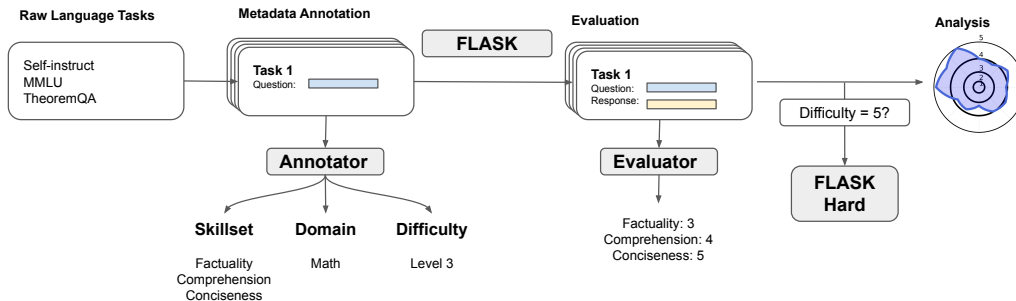 Raw Language Tasks
Self-instruct
MMLU
TheoremQA
Metadata Annotation
Task 1
Question:
Annotator
Skillset
Factuality
Comprehension
Conciseness
Domain
Math
Difficulty
Level 3
FLASK
Evaluation
Task 1
Question:
Response:
Evaluator
Factuality: 3
Comprehension: 4
Conciseness: 5
Analysis
5
4
3
2
1
Difficulty = 5?
FLASK
Hard